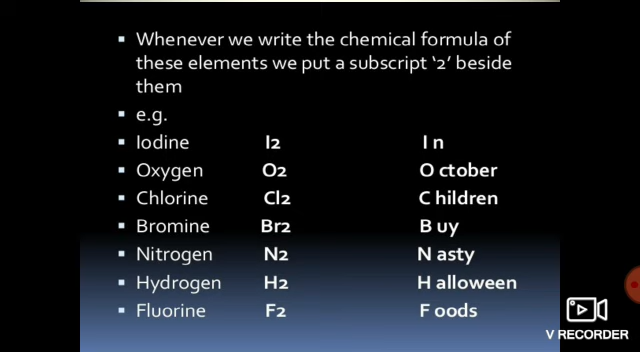 Whenever we write the chemical formula of
these elements we put a subscript ‘2’ beside
them
e.g.
Iodine I2 I n
Oxygen O2 O ctober
Chlorine Cl2 C hildren
Bromine Br2 B uy
Nitrogen N2 N asty
Hydrogen H2 H alloween
Fluorine F2 F oods
V RECORDER